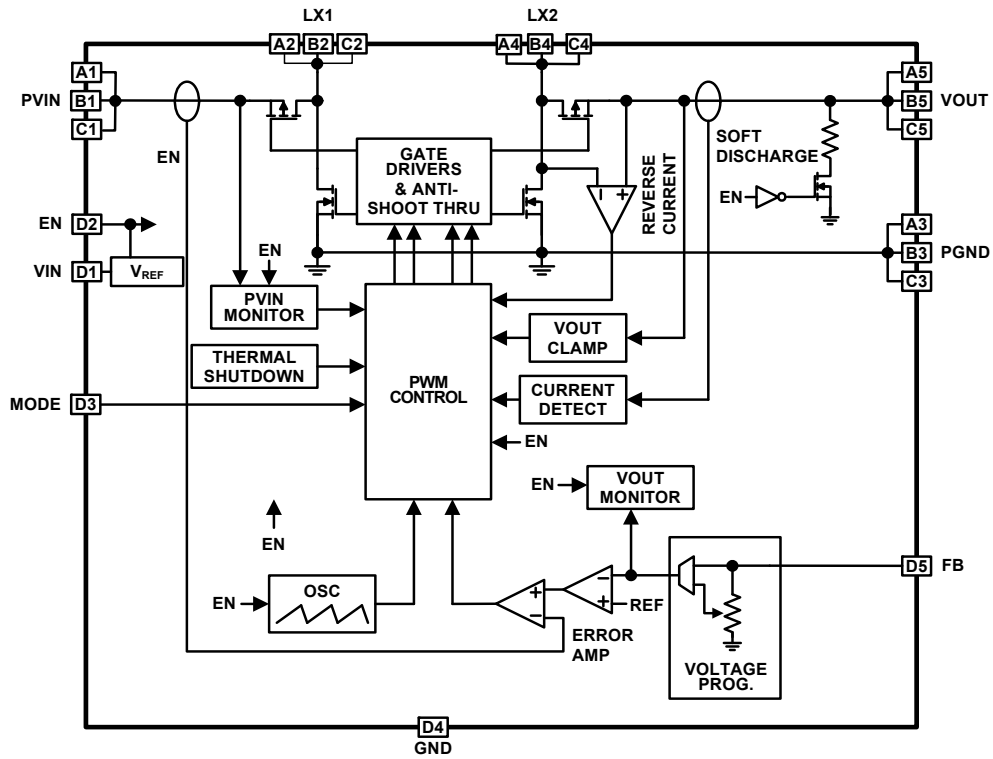 LX1
LX2
A2 B2 C2
A4 B4 C4
A1
PVIN B1
C1
A5
B5 VOUT
C5
EN
GATE
DRIVERS
& ANTI-
SHOOT THRU
REVERSE
CURRENT
SOFT
DISCHARGE
EN
EN D2
VIN D1
VREF
A3
B3 PGND
C3
EN
PVIN
MONITOR
THERMAL
SHUTDOWN
PWM
CONTROL
VOUT
CLAMP
CURRENT
DETECT
MODE D3
EN
EN
VOUT
MONITOR
EN
D5 FB
EN
OSC
REF
ERROR
AMP
VOLTAGE
PROG.
D4
GND